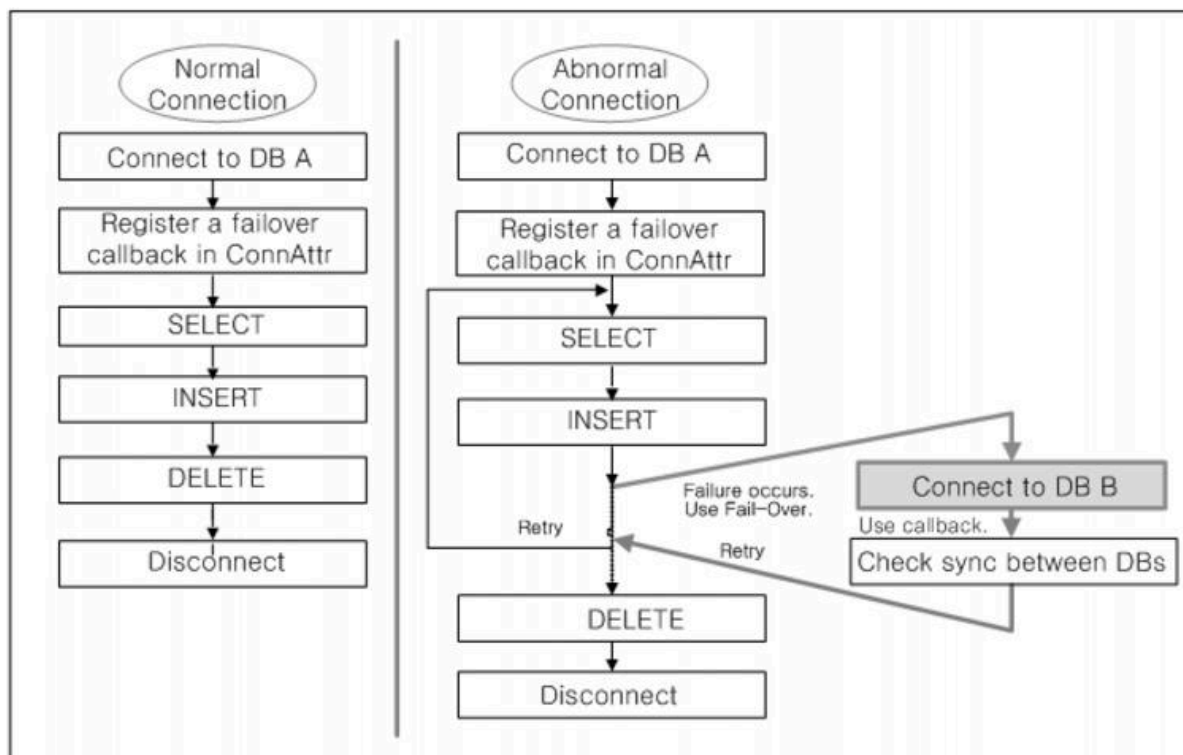 Normal
Connection
Connect to DB A
Register a failover
callback in ConnAttr
SELECT
INSERT
DELETE
Disconnect
Abnormal
Connection
Connect to DB A
Register a failover
callback in ConnAttr
SELECT
INSERT
Failure occurs.
Use Fail-Over.
Connect to DB B
Use callback.
Check sync between DBs
Retry
Retry
DELETE
Disconnect